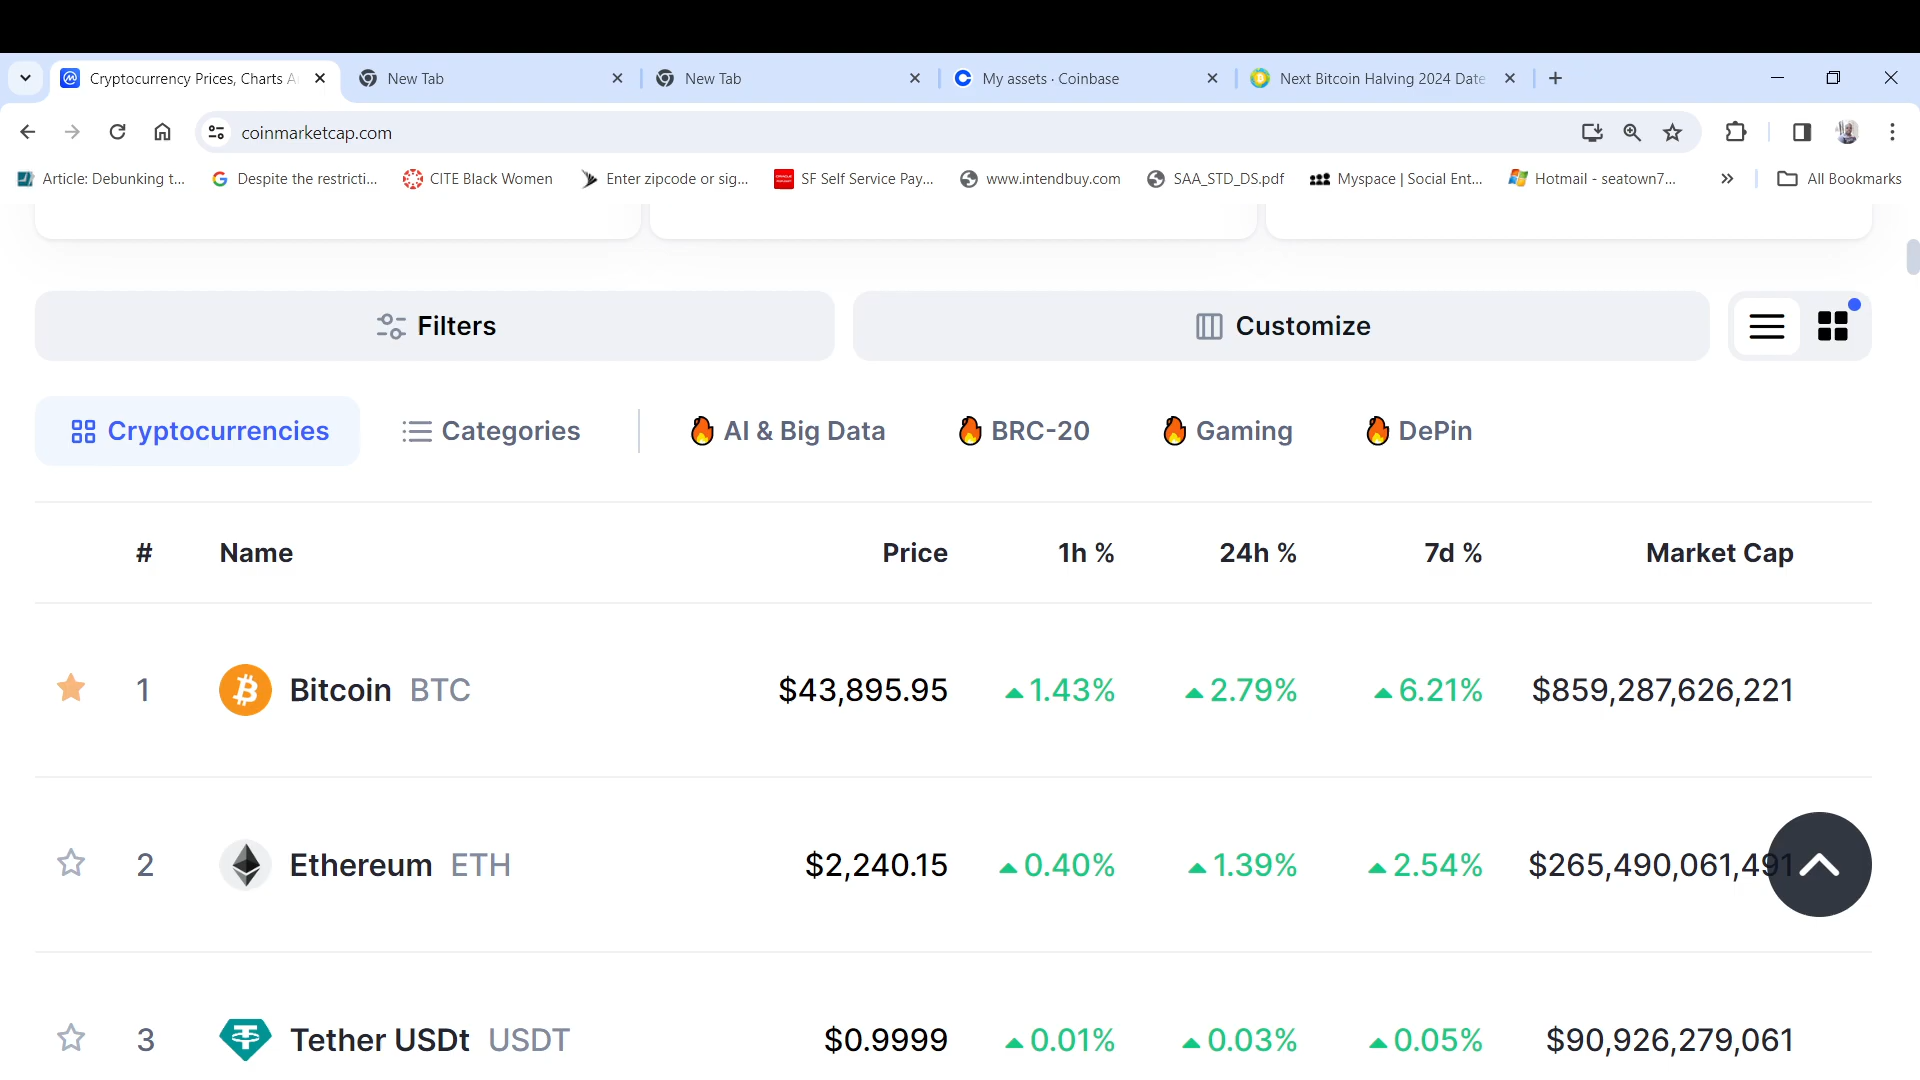 Cryptocurrency Prices, Charts A
New Tab
New Tab
My assets · Coinbase
Next Bitcoin Halving 2024 Date
coinmarketcap.com
Article: Debunking t...
Despite the restricti...
CITE Black Women
Enter zipcode or sig...
SF Self Service Pay...
www.intendbuy.com
SAA_STD_DS.pdf
Myspace | Social Ent...
Hotmail - seatown7...
All Bookmarks
Filters
Customize
Cryptocurrencies
Categories
AI & Big Data
BRC-20
Gaming
DePin
# Name Price 1h % 24h % 7d % Market Cap
1 Bitcoin BTC $43,895.95 1.43% 2.79% 6.21% $859,287,626,221
2 Ethereum ETH $2,240.15 0.40% 1.39% 2.54% $265,490,061,491
3 Tether USDt USDT $0.9999 0.01% 0.03% 0.05% $90,926,279,061